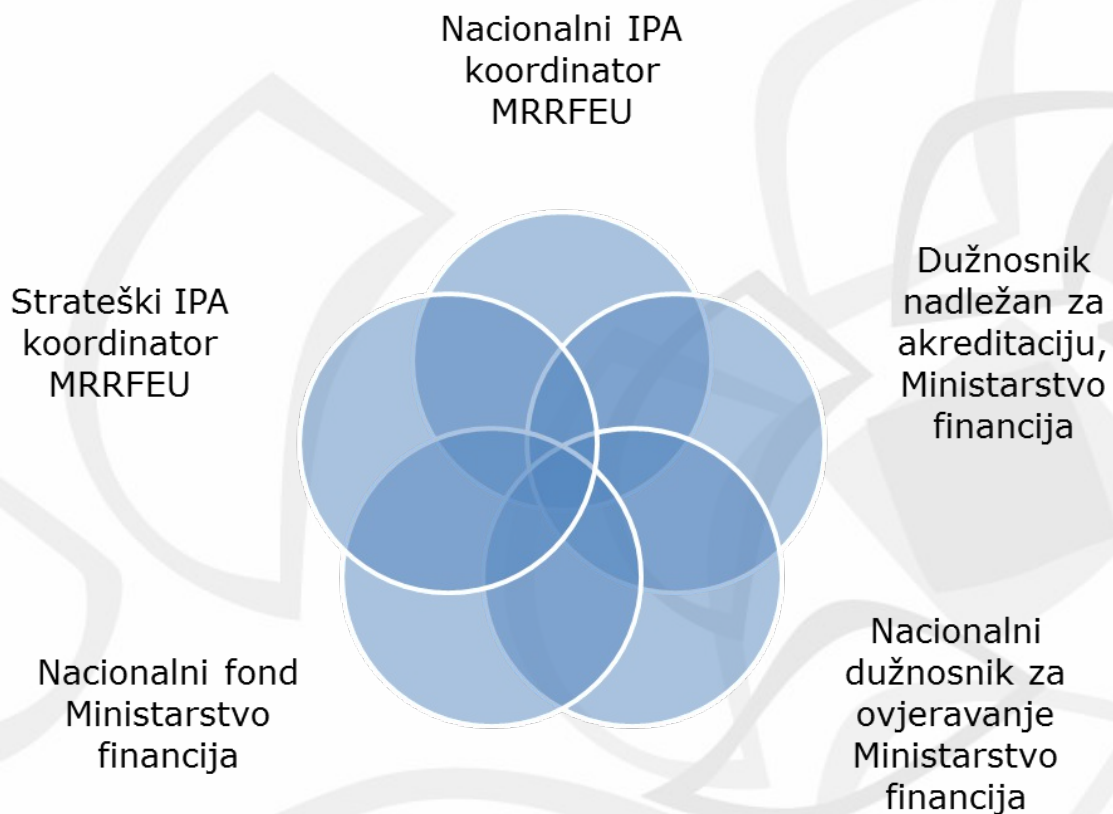 Nacionalni IPA
koordinator
MRRFEU
Strateški IPA
koordinator
MRRFEU
Dužnosnik
nadležan za
akreditaciju,
Ministarstvo
financija
Nacionalni fond
Ministarstvo
financija
Nacionalni
dužnosnik za
ovjeravanje
Ministarstvo
financija